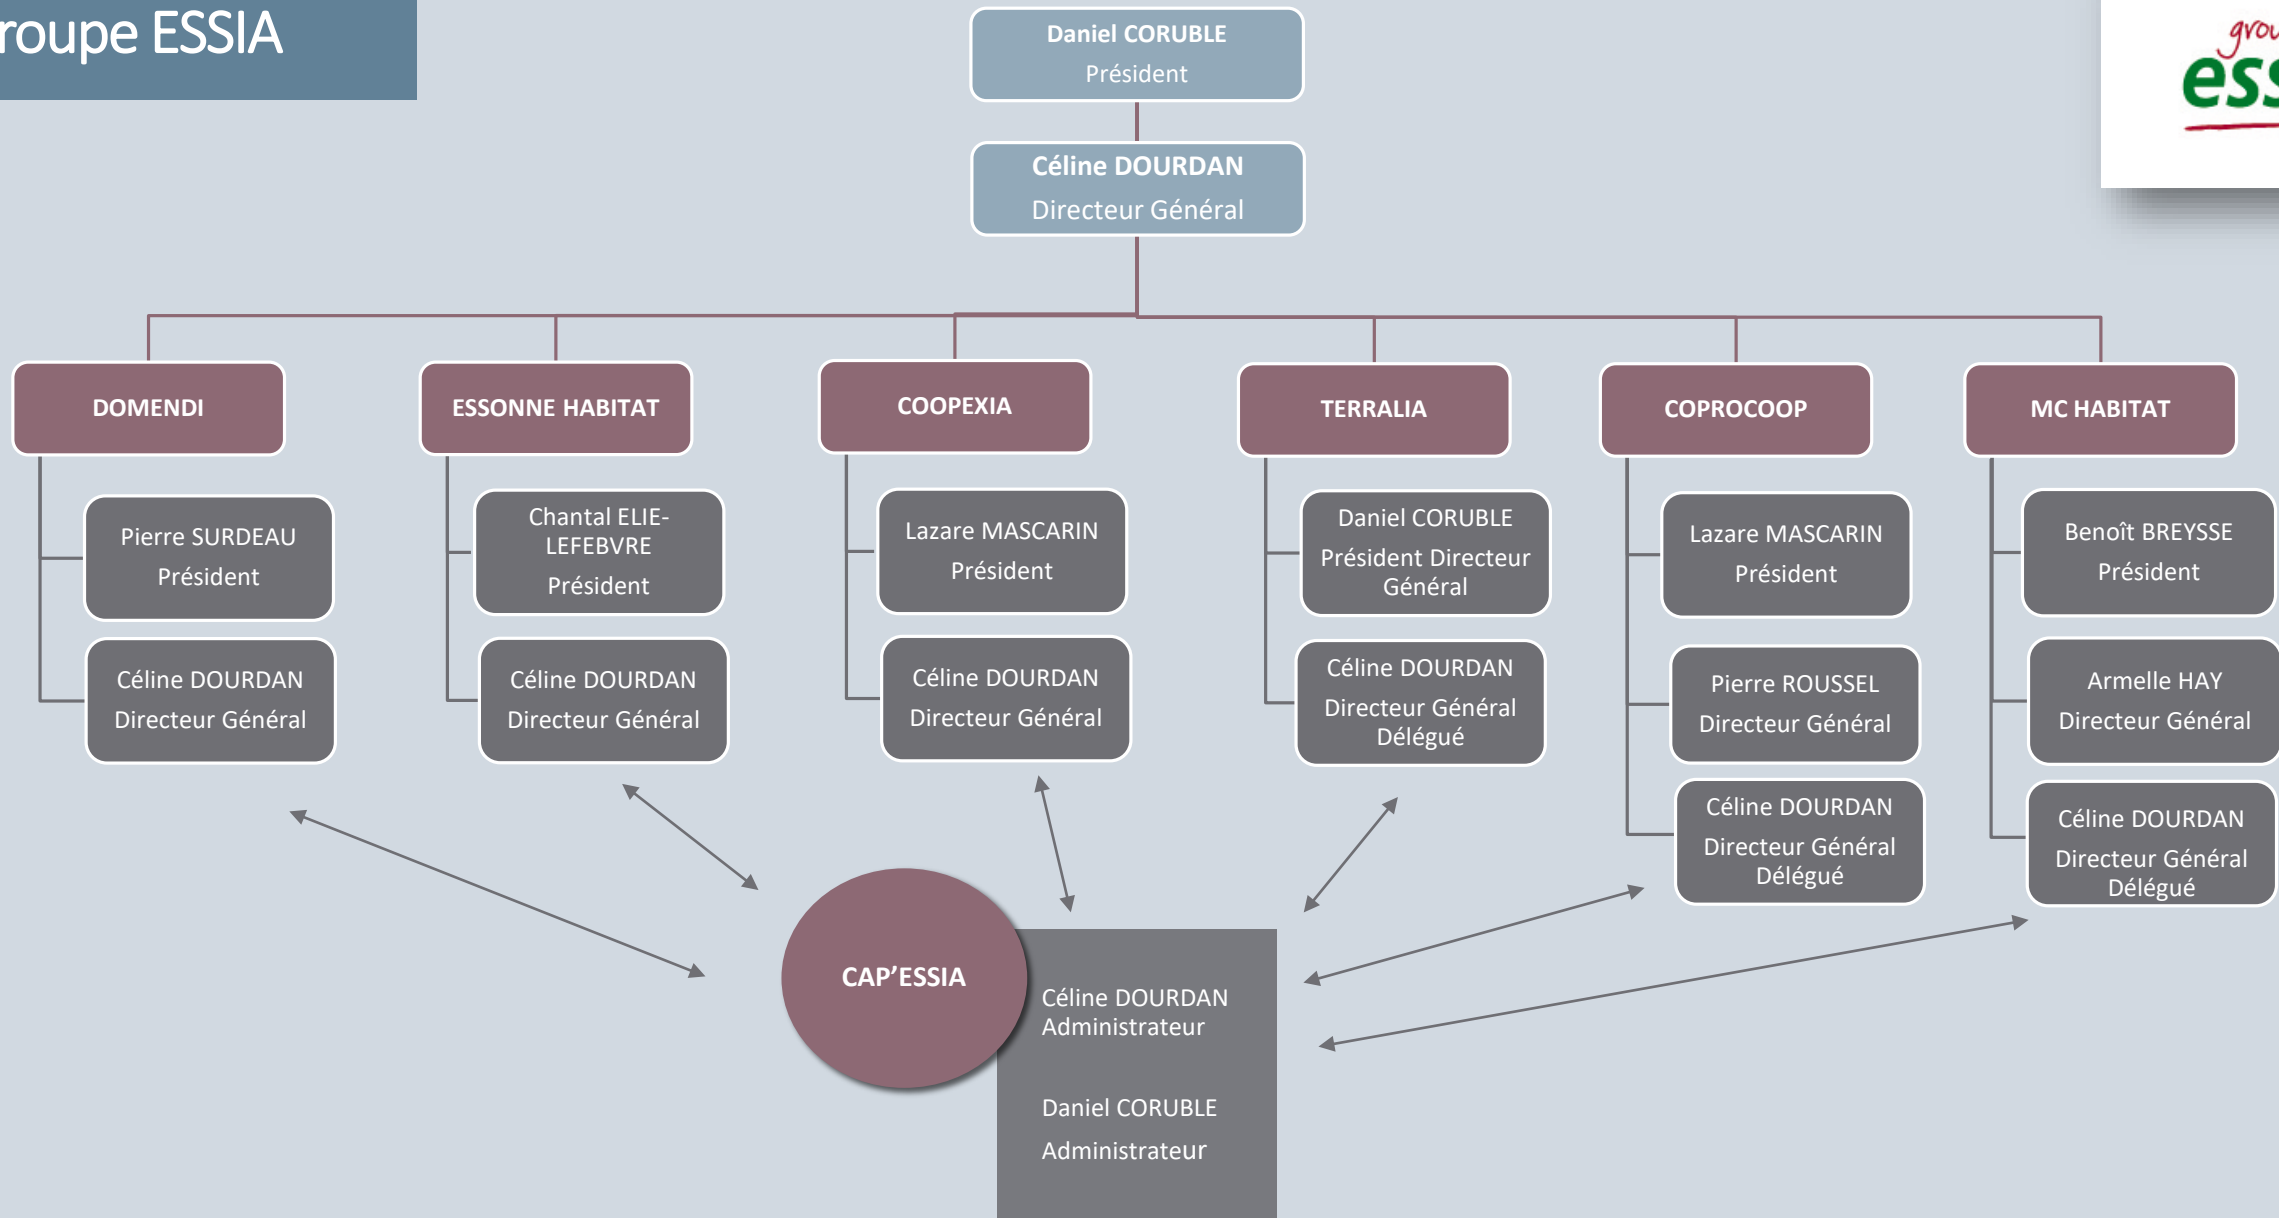 roupe ESSIA
Daniel CORUBLE
Président
Céline DOURDAN
Directeur Général
DOMENDI
Pierre SURDEAU
Président
Céline DOURDAN
Directeur Général
ESSONNE HABITAT
Chantal ELIE-
LEFEBVRE
Président
Céline DOURDAN
Directeur Général
COOPEXIA
Lazare MASCARIN
Président
Céline DOURDAN
Directeur Général
TERRALIA
Daniel CORUBLE
Président Directeur
Général
Céline DOURDAN
Directeur Général
Délégué
COPROCOOP
Lazare MASCARIN
Président
Pierre ROUSSEL
Directeur Général
Céline DOURDAN
Directeur Général
Délégué
MC HABITAT
Benoît BREYSSE
Président
Armelle HAY
Directeur Général
Céline DOURDAN
Directeur Général
Délégué
CAP’ESSIA
Céline DOURDAN
Administrateur
Daniel CORUBLE
Administrateur